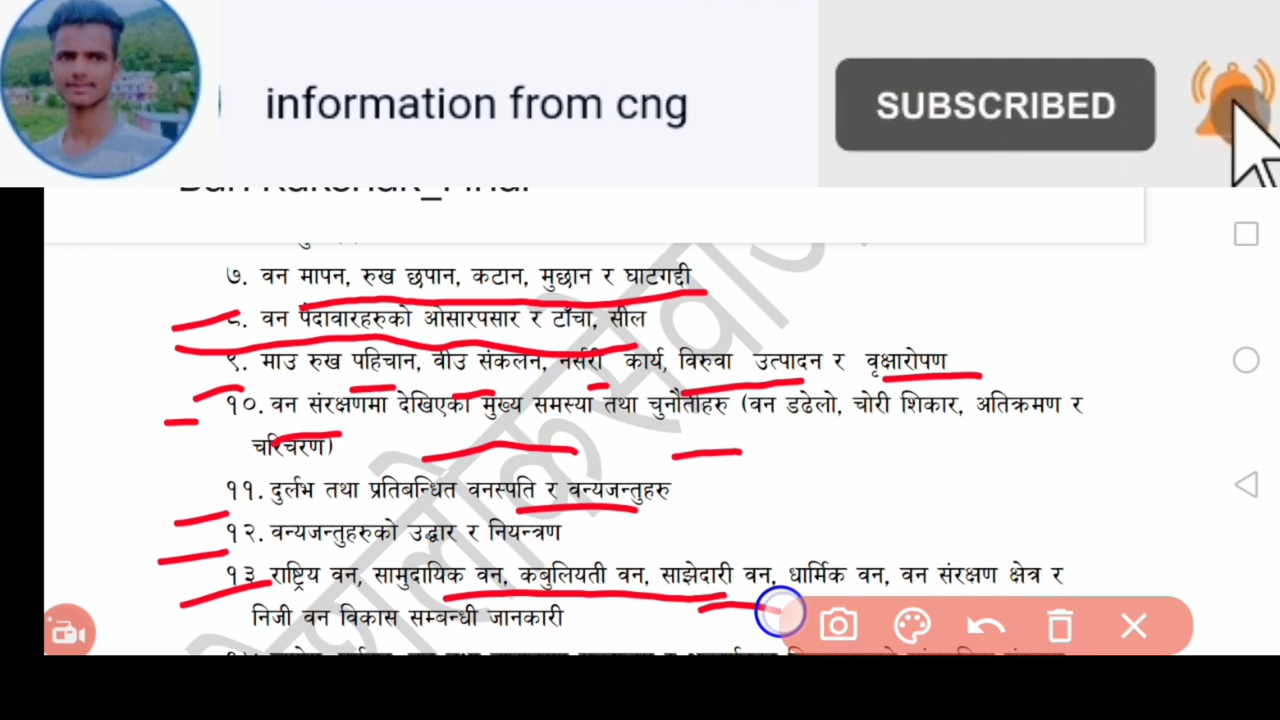 information from cng
SUBSCRIBED
७. वन मापन, रुख छपान, कटान, मुछान र घाटगद्दी
८. वन पैदावारहरुको ओसारपसार र टाँचा, सील
९. माउ रुख पहिचान, वीउ संकलन, नर्सरी कार्य, विरुवा उत्पादन र वृक्षारोपण
१०. वन संरक्षणमा देखिएका मुख्य समस्या तथा चुनौतीहरु (वन डढेलो, चोरी शिकार, अतिक्रमण र
चरिचरण)
११. दुर्लभ तथा प्रतिबन्धित वनस्पति र वन्यजन्तुहरु
१२. वन्यजन्तुहरुको उद्धार र नियन्त्रण
१३. राष्ट्रिय वन, सामुदायिक वन, कबुलियती वन, साझेदारी वन, धार्मिक वन, वन संरक्षण क्षेत्र र
निजी वन विकास सम्बन्धी जानकारी